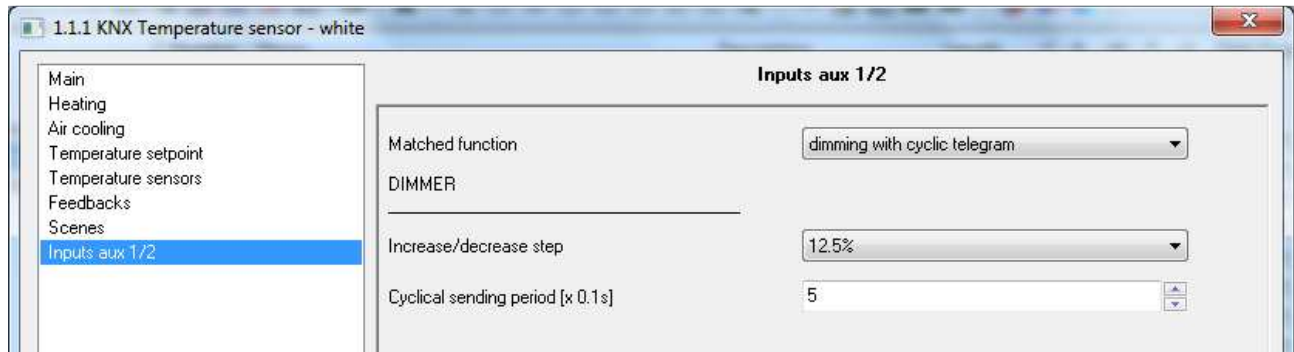 1.1.1 KNX Temperature sensor - white
Main
Heating
Air cooling
Temperature setpoint
Temperature sensors
Feedbacks
Scenes
Inputs aux 1/2
Inputs aux 1/2
Matched function
dimming with cyclic telegram
DIMMER
Increase/decrease step
12.5%
Cyclical sending period [x 0.1s]
5